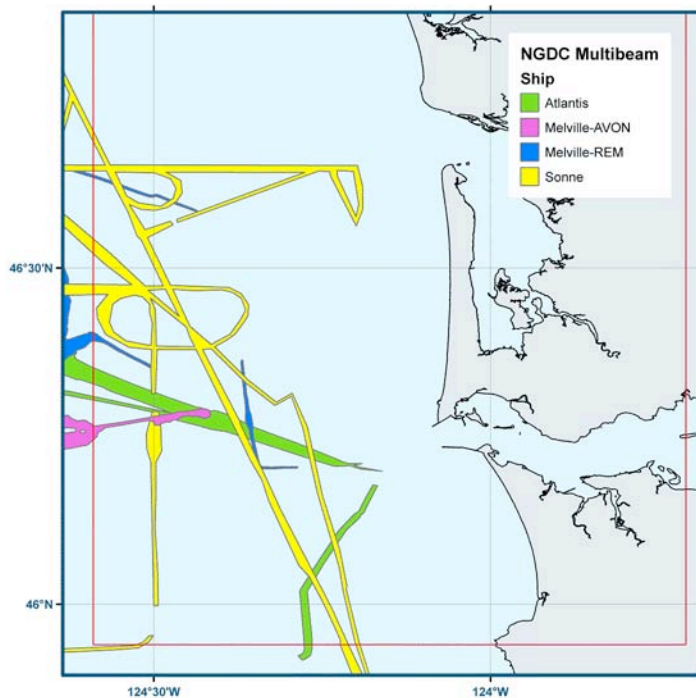 NGDC Multibeam
Ship
Atlantis
Melville-AVON
Melville-REM
Sonne
46°30'N
46°N
124°30'W
124°W